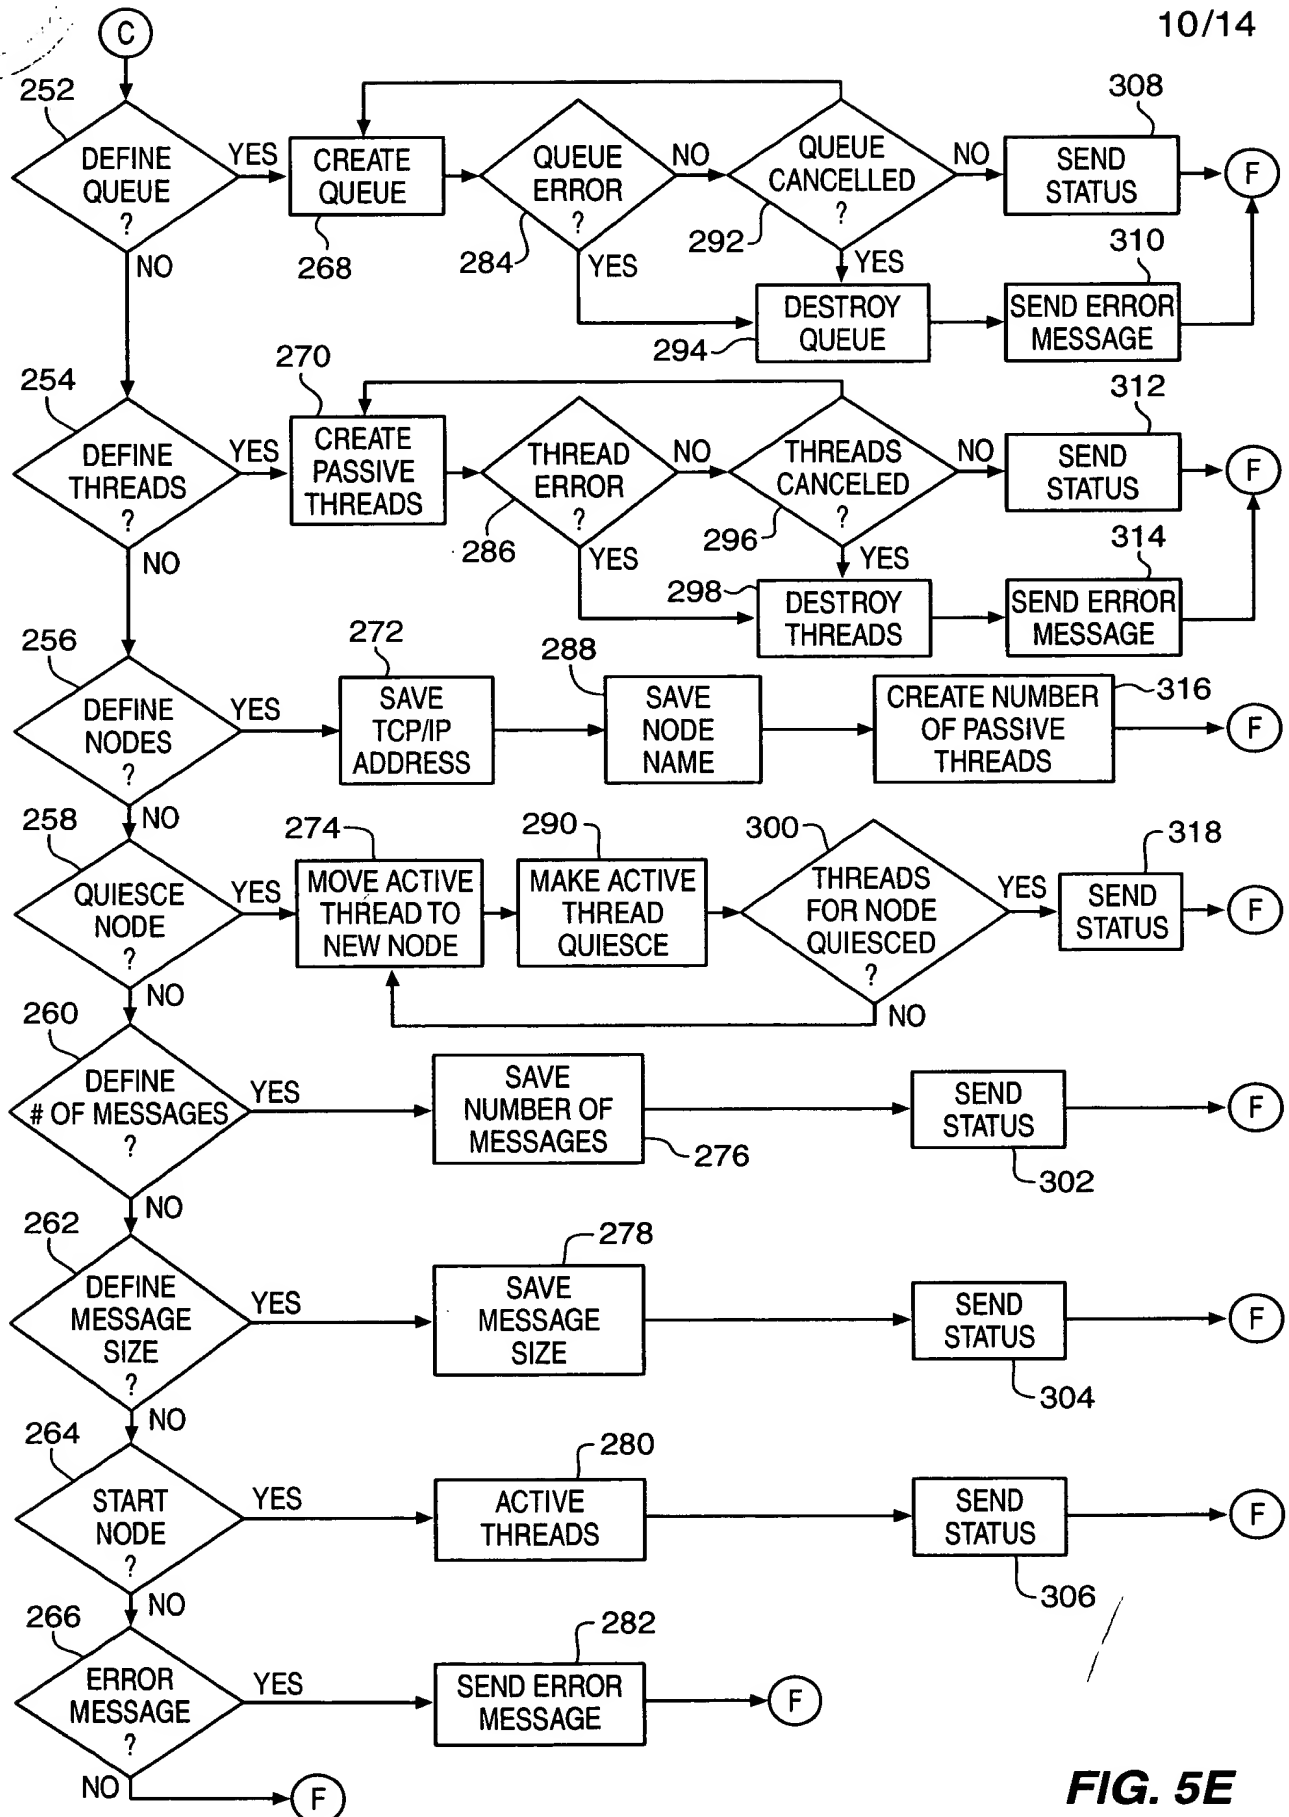 10/14
C
252
DEFINE
QUEUE
?
YES
NO
CREATE
QUEUE
268
QUEUE
ERROR
?
284
NO
YES
QUEUE
CANCELLED
?
292
NO
YES
308
SEND
STATUS
F
DESTROY
QUEUE
294
310
SEND ERROR
MESSAGE
254
DEFINE
THREADS
?
YES
NO
270
CREATE
PASSIVE
THREADS
THREAD
ERROR
?
286
NO
YES
THREADS
CANCELED
?
296
NO
YES
312
SEND
STATUS
F
298
DESTROY
THREADS
314
SEND ERROR
MESSAGE
256
DEFINE
NODES
?
YES
NO
272
SAVE
TCP/IP
ADDRESS
288
SAVE
NODE
NAME
CREATE NUMBER
OF PASSIVE
THREADS
316
F
258
QUIESCE
NODE
?
YES
NO
274
MOVE ACTIVE
THREAD TO
NEW NODE
290
MAKE ACTIVE
THREAD
QUIESCE
300
THREADS
FOR NODE
QUIESCED
?
YES
NO
318
SEND
STATUS
F
260
DEFINE
# OF MESSAGES
?
YES
NO
SAVE
NUMBER OF
MESSAGES
276
SEND
STATUS
302
F
262
DEFINE
MESSAGE
SIZE
?
YES
NO
278
SAVE
MESSAGE
SIZE
SEND
STATUS
304
F
264
START
NODE
?
YES
NO
280
ACTIVE
THREADS
SEND
STATUS
306
F
266
ERROR
MESSAGE
?
YES
NO
282
SEND ERROR
MESSAGE
F
F
FIG. 5E